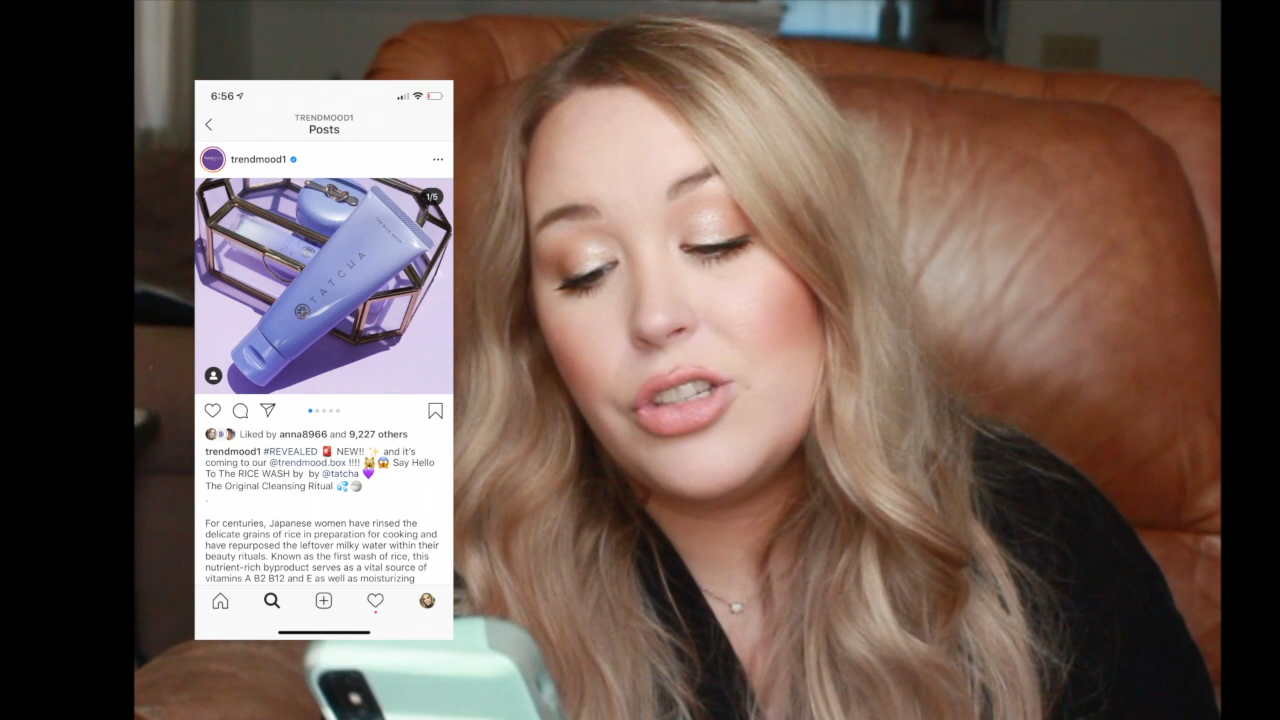 6:56
TRENDMOOD1
Posts
trendmood1
1/5
THE RICE WASH
TATCHA
Liked by anna8966 and 9,227 others
trendmood1 #REVEALED 🚨 NEW!! ✨ and it's
coming to our @trendmood.box !!!! 😹😱 Say Hello
To The RICE WASH by by @tatcha 💜
The Original Cleansing Ritual 💦🍚
.
For centuries, Japanese women have rinsed the
delicate grains of rice in preparation for cooking and
have repurposed the leftover milky water within their
beauty rituals. Known as the first wash of rice, this
nutrient-rich byproduct serves as a vital source of
vitamins A B2 B12 and E as well as moisturizing